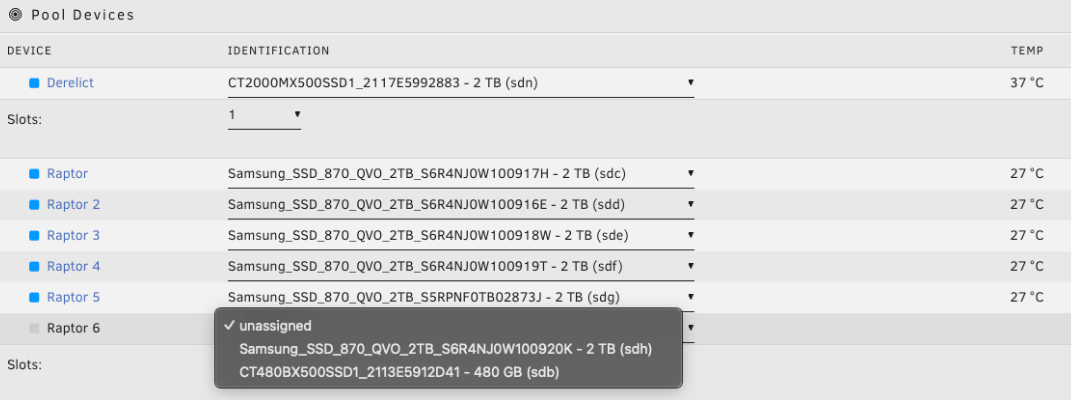 Pool Devices
DEVICE IDENTIFICATION TEMP
Derelict CT2000MX500SSD1_2117E5992883 - 2 TB (sdn) 37 °C
Slots: 1
Raptor Samsung_SSD_870_QVO_2TB_S6R4NJ0W100917H - 2 TB (sdc) 27 °C
Raptor 2 Samsung_SSD_870_QVO_2TB_S6R4NJ0W100916E - 2 TB (sdd) 27 °C
Raptor 3 Samsung_SSD_870_QVO_2TB_S6R4NJ0W100918W - 2 TB (sde) 27 °C
Raptor 4 Samsung_SSD_870_QVO_2TB_S6R4NJ0W100919T - 2 TB (sdf) 27 °C
Raptor 5 Samsung_SSD_870_QVO_2TB_S5RPNF0TB02873J - 2 TB (sdg) 27 °C
Raptor 6 ✓ unassigned
Samsung_SSD_870_QVO_2TB_S6R4NJ0W100920K - 2 TB (sdh)
Slots: CT480BX500SSD1_2113E5912D41 - 480 GB (sdb)